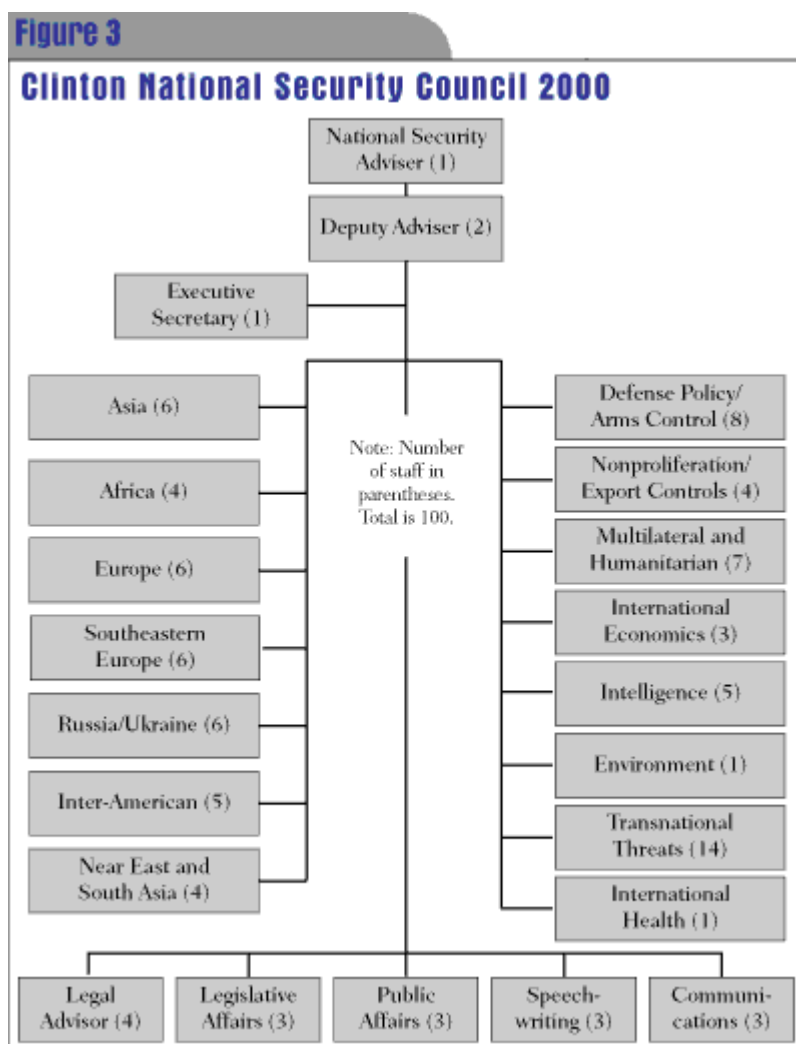 Figure 3
Clinton National Security Council 2000
National Security
Adviser (1)
Deputy Adviser (2)
Executive
Secretary (1)
Asia (6)
Africa (4)
Europe (6)
Southeastern
Europe (6)
Russia/Ukraine (6)
Inter-American (5)
Near East and
South Asia (4)
Note: Number
of staff in
parentheses.
Total is 100.
Defense Policy/
Arms Control (8)
Nonproliferation/
Export Controls (4)
Multilateral and
Humanitarian (7)
International
Economics (3)
Intelligence (5)
Environment (1)
Transnational
Threats (14)
International
Health (1)
Legal
Advisor (4)
Legislative
Affairs (3)
Public
Affairs (3)
Speech-
writing (3)
Communi-
cations (3)